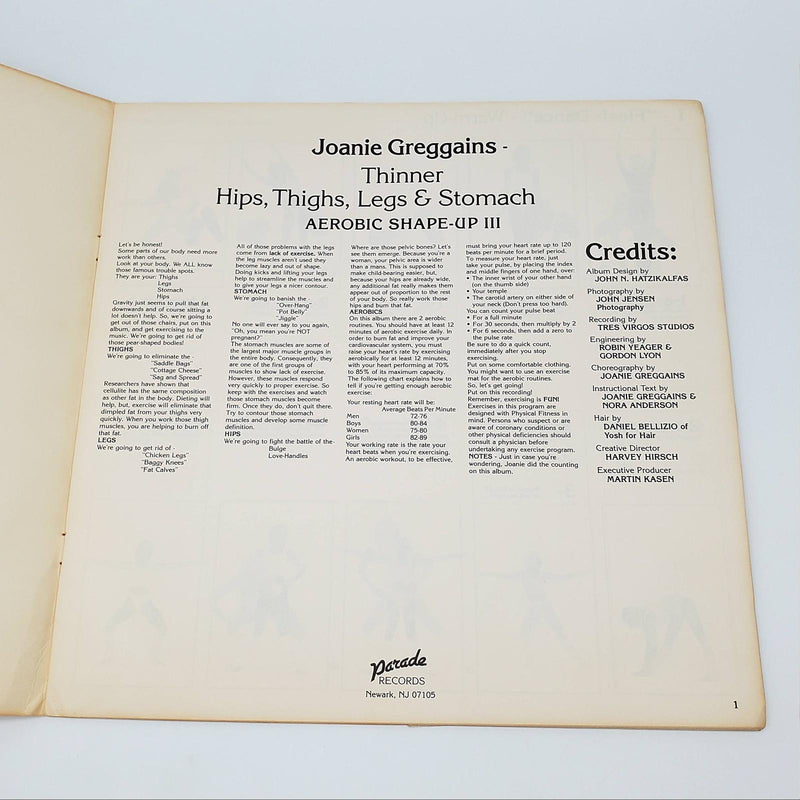 Joanie Greggains -
Thinner
Hips, Thighs, Legs & Stomach
AEROBIC SHAPE-UP III
Let's be honest!
Some parts of our body need more
work than others.
Look at your body. We ALL know
those famous trouble spots.
They are your: Thighs
Legs
Stomach
Hips
Gravity just seems to pull that fat
downwards and of course sitting a
lot doesn't help. So, we're going to
get out of those chairs, put on this
album, and get exercising to the
music. We're going to get rid of
those pear-shaped bodies!
THIGHS
We're going to eliminate the -
"Saddle Bags"
"Cottage Cheese"
"Sag and Spread"
Researchers have shown that
cellulite has the same composition
as other fat in the body. Dieting will
help, but, exercise will eliminate that
dimpled fat from your thighs very
quickly. When you work those thigh
muscles, you are helping to burn off
that fat.
LEGS
We're going to get rid of -
"Chicken Legs"
"Baggy Knees"
"Fat Calves"
All of those problems with the legs
come from lack of exercise. When
the leg muscles aren't used they
become lazy and out of shape.
Doing kicks and lifting your legs
help to streamline the muscles and
to give your legs a nicer contour.
STOMACH
We're going to banish the -
"Over-Hang"
"Pot Belly"
"Jiggle"
No one will ever say to you again,
"Oh, you mean you're NOT
pregnant?"
The stomach muscles are some of
the largest major muscle groups in
the entire body. Consequently, they
are one of the first groups of
muscles to show lack of exercise.
However, these muscles respond
very quickly to proper exercise. So
keep with the exercises and watch
those stomach muscles become
firm. Once they do, don't quit there.
Try to contour those stomach
muscles and develop some muscle
definition.
HIPS
We're going to fight the battle of the-
Bulge
Love-Handles
Where are those pelvic bones? Let's
see them emerge. Because you're a
woman, your pelvic area is wider
than a mans. This is supposed to
make child-bearing easier, but,
because your hips are already wide,
any additional fat really makes them
appear out of proportion to the rest
of your body. So really work those
hips and burn that fat.
AEROBICS
On this album there are 2 aerobic
routines. You should have at least 12
minutes of aerobic exercise daily. In
order to burn fat and improve your
cardiovascular system, you must
raise your heart's rate by exercising
aerobically for at least 12 minutes,
with your heart performing at 70%
to 85% of its maximum capacity.
The following chart explains how to
tell if you're getting enough aerobic
exercise:
Your resting heart rate will be:
Average Beats Per Minute
Men 72-76
Boys 80-84
Women 75-80
Girls 82-89
Your working rate is the rate your
heart beats when you're exercising.
An aerobic workout, to be effective,
must bring your heart rate up to 120
beats per minute for a brief period.
To measure your heart rate, just
take your pulse, by placing the index
and middle fingers of one hand, over:
• The inner wrist of your other hand
(on the thumb side)
• Your temple
• The carotid artery on either side of
your neck (Don't press too hard).
You can count your pulse beat
• For a full minute
• For 30 seconds, then multiply by 2
• For 6 seconds, then add a zero to
the pulse rate
Be sure to do a quick count,
immediately after you stop
exercising.
Put on some comfortable clothing.
You might want to use an exercise
mat for the aerobic routines.
So, let's get going!
Put on this recording!
Remember, exercising is FUN!
Exercises in this program are
designed with Physical Fitness in
mind. Persons who suspect or are
aware of coronary conditions or
other physical deficiencies should
consult a physician before
undertaking any exercise program.
NOTES - Just in case you're
wondering, Joanie did the counting
on this album.
Credits:
Album Design by
JOHN N. HATZIKALFAS
Photography by
JOHN JENSEN
Photography
Recording by
TRES VIRGOS STUDIOS
Engineering by
ROBIN YEAGER &
GORDON LYON
Choreography by
JOANIE GREGGAINS
Instructional Text by
JOANIE GREGGAINS &
NORA ANDERSON
Hair by
DANIEL BELLIZIO of
Yosh for Hair
Creative Director
HARVEY HIRSCH
Executive Producer
MARTIN KASEN
Parade
RECORDS
Newark, NJ 07105
1